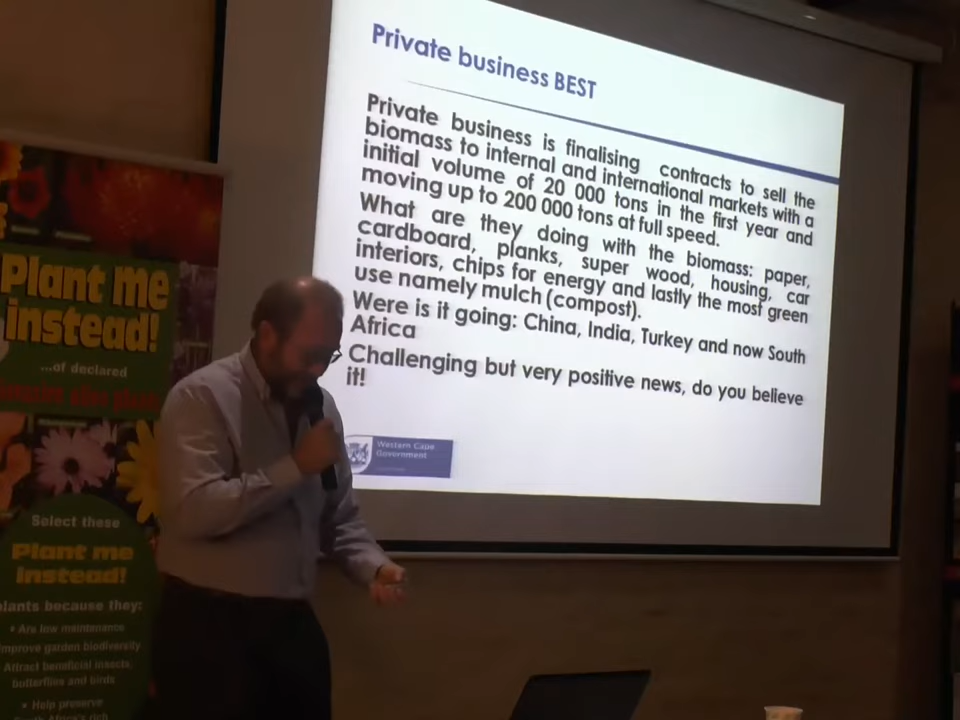 Private business BEST
Private business is finalising contracts to sell the
biomass to internal and international markets with a
initial volume of 20 000 tons in the first year and
moving up to 200 000 tons at full speed.
What are they doing with the biomass: paper,
cardboard, planks, super wood, housing, car
interiors, chips for energy and lastly the most green
use namely mulch (compost).
Were is it going: China, India, Turkey and now South
Africa
Challenging but very positive news, do you believe
it!
Western Cape
Government
Plant me
instead!
...of declared
Select these
Plant me
instead!
plants because they:
• Are low maintenance
improve garden biodiversity
Attract beneficial insects,
butterflies and birds
• Help preserve
South Africa's rich